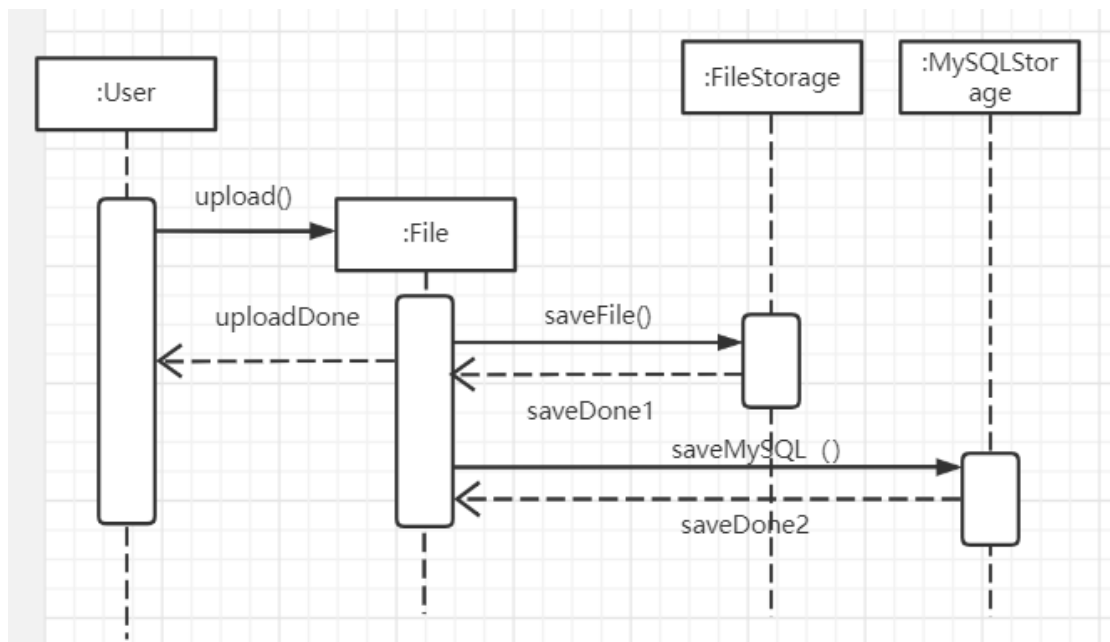 :User
:FileStorage
:MySQLStor
age
upload()
:File
uploadDone
saveFile()
saveDone1
saveMySQL（）
saveDone2